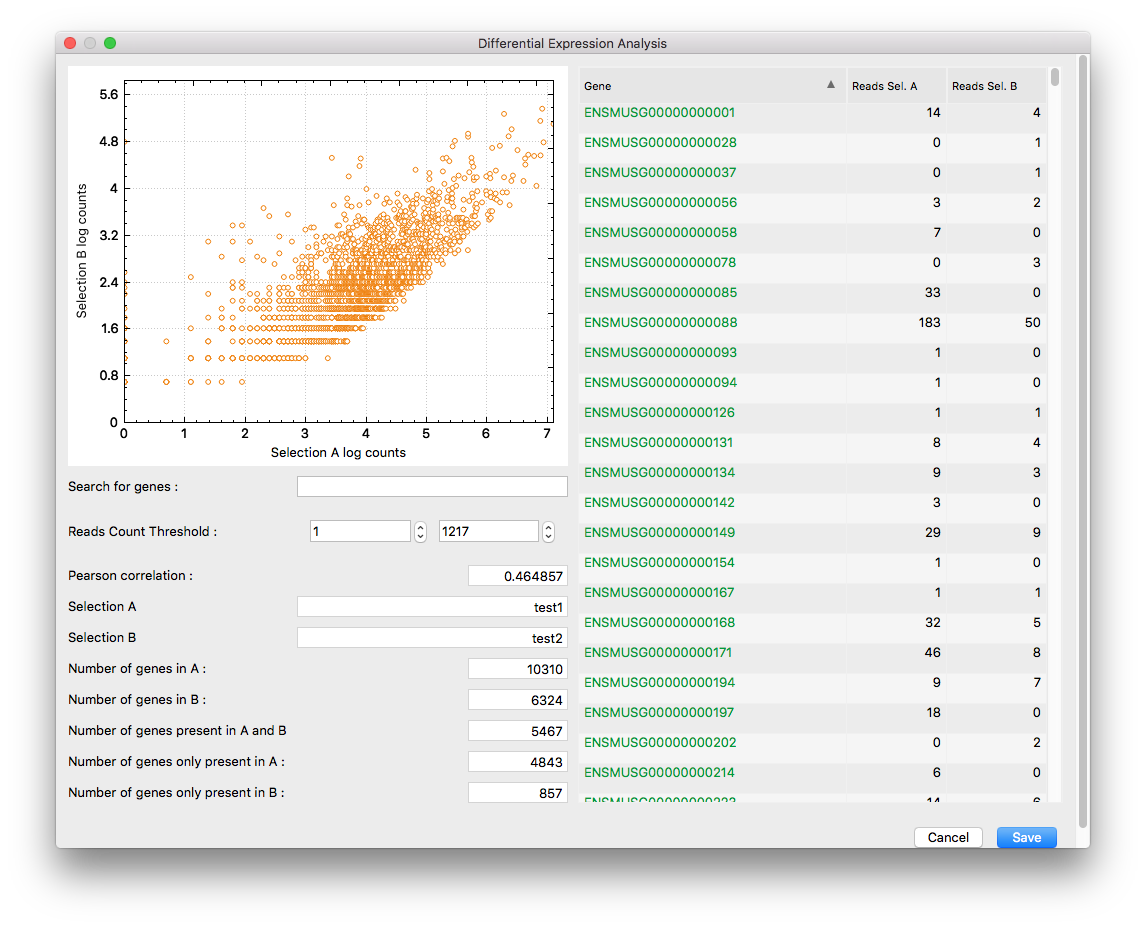 Differential Expression Analysis
5.6
4.8
4
3.2
2.4
1.6
0.8
0
0 1 2 3 4 5 6 7
Selection B log counts
Selection A log counts
Search for genes :
Reads Count Threshold : 1 1217
Pearson correlation : 0.464857
Selection A test1
Selection B test2
Number of genes in A : 10310
Number of genes in B : 6324
Number of genes present in A and B 5467
Number of genes only present in A : 4843
Number of genes only present in B : 857
Gene Reads Sel. A Reads Sel. B
ENSMUSG00000000001 14 4
ENSMUSG00000000028 0 1
ENSMUSG00000000037 0 1
ENSMUSG00000000056 3 2
ENSMUSG00000000058 7 0
ENSMUSG00000000078 0 3
ENSMUSG00000000085 33 0
ENSMUSG00000000088 183 50
ENSMUSG00000000093 1 0
ENSMUSG00000000094 1 0
ENSMUSG00000000126 1 1
ENSMUSG00000000131 8 4
ENSMUSG00000000134 9 3
ENSMUSG00000000142 3 0
ENSMUSG00000000149 29 9
ENSMUSG00000000154 1 0
ENSMUSG00000000167 1 1
ENSMUSG00000000168 32 5
ENSMUSG00000000171 46 8
ENSMUSG00000000194 9 7
ENSMUSG00000000197 18 0
ENSMUSG00000000202 0 2
ENSMUSG00000000214 6 0
Cancel Save